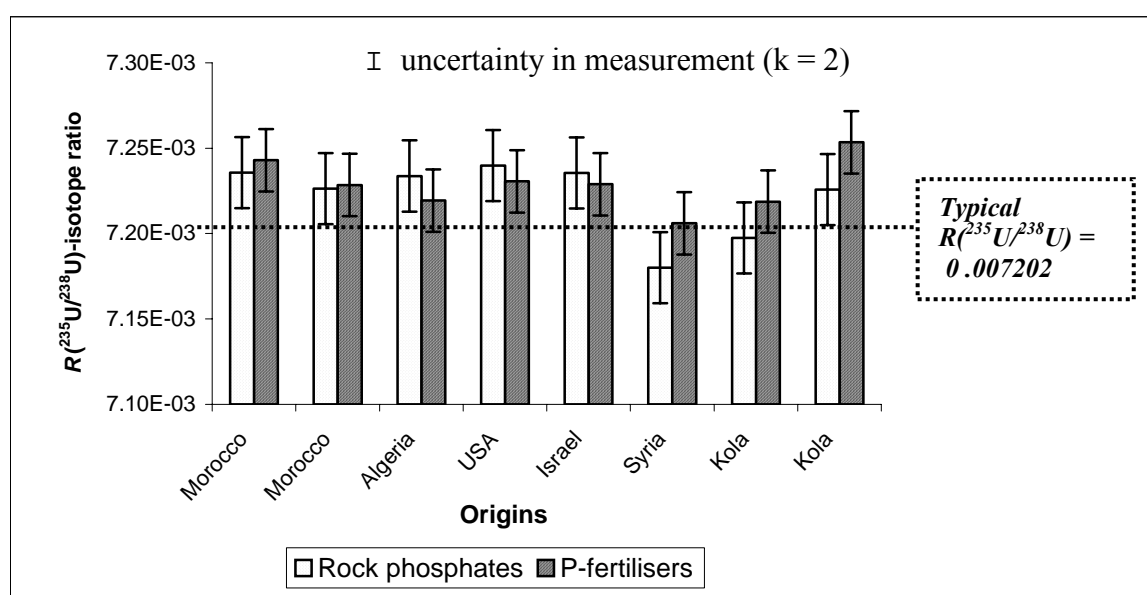 ⌶ uncertainty in measurement (k = 2)
7.30E-03
7.25E-03
7.20E-03
7.15E-03
7.10E-03
R(²³⁵U/²³⁸U)-isotope ratio
Typical
R(²³⁵U/²³⁸U) =
0 .007202
Morocco
Morocco
Algeria
USA
Israel
Syria
Kola
Kola
Origins
Rock phosphates P-fertilisers